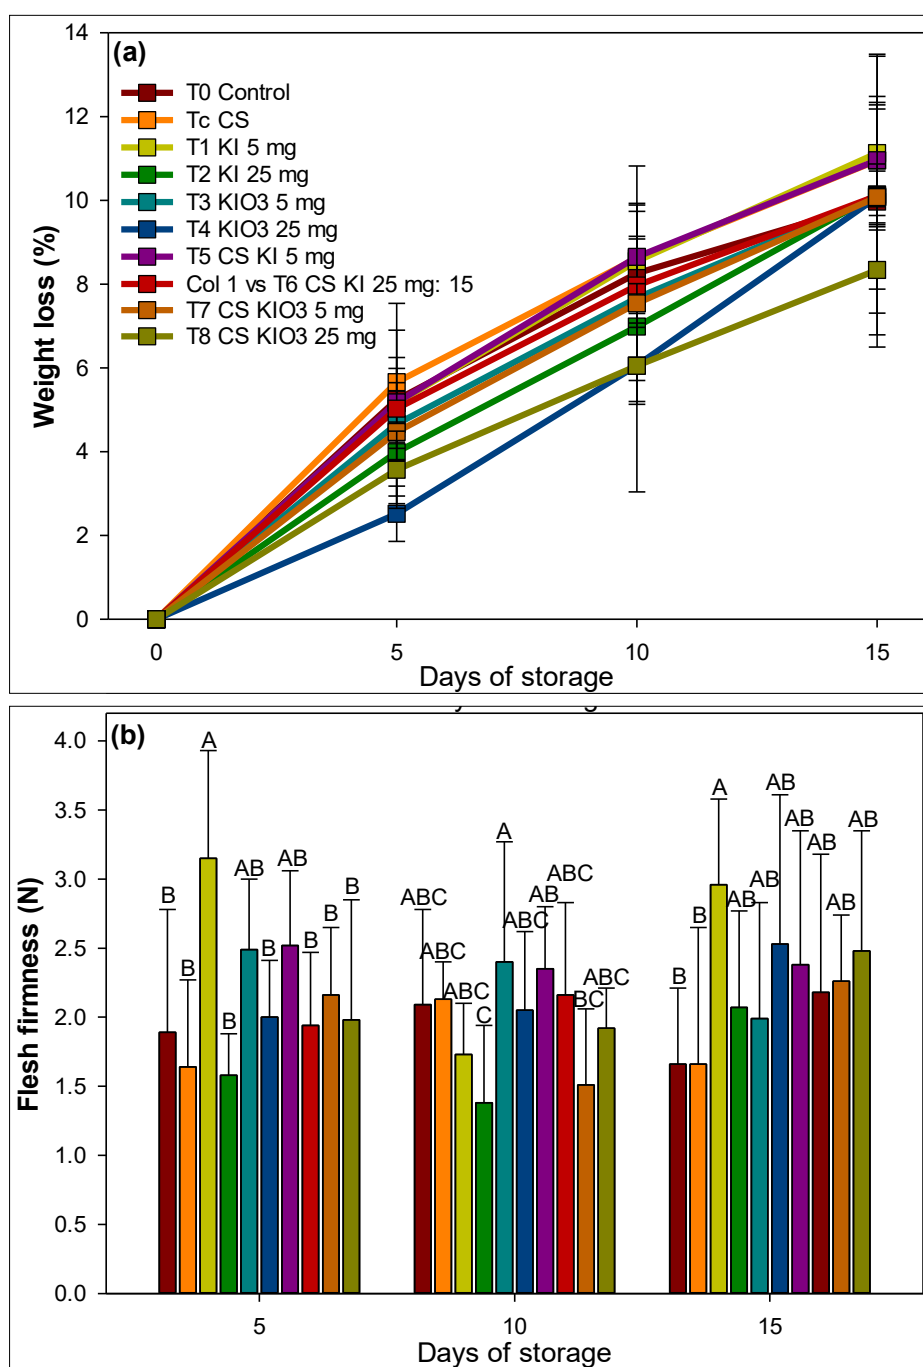 14
(a)
T0 Control
Tc CS
T1 KI 5 mg
T2 KI 25 mg
T3 KIO3 5 mg
T4 KIO3 25 mg
T5 CS KI 5 mg
Col 1 vs T6 CS KI 25 mg: 15
T7 CS KIO3 5 mg
T8 CS KIO3 25 mg
12
10
8
6
4
2
0
Weight loss (%)
0 5 10 15
Days of storage
(b)
4.0
3.5
3.0
2.5
2.0
1.5
1.0
0.5
0.0
Flesh firmness (N)
B B A B AB B AB B B B
ABC ABC ABC C A ABC AB ABC BC ABC
B B A AB AB AB AB AB AB AB
5 10 15
Days of storage